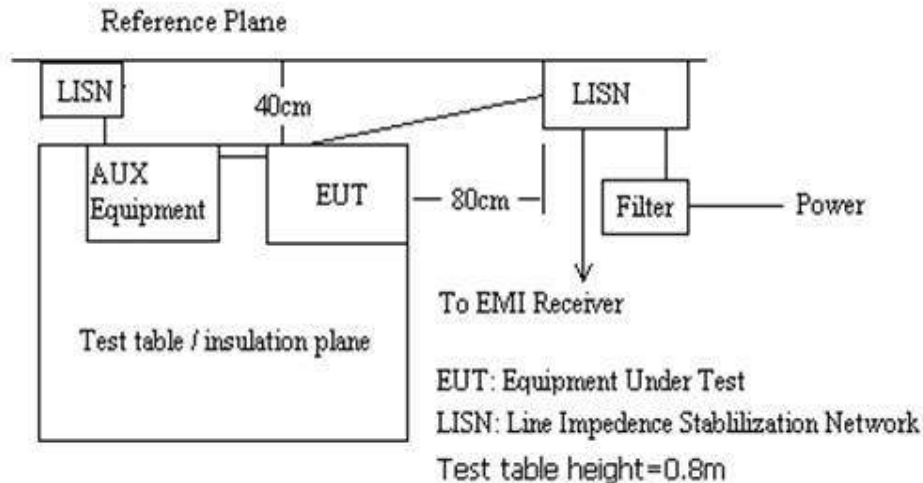 Reference Plane
LISN
40cm
LISN
AUX
Equipment
EUT
80cm
Filter
Power
To EMI Receiver
Test table / insulation plane
EUT: Equipment Under Test
LISN: Line Impedence Stablilization Network
Test table height=0.8m